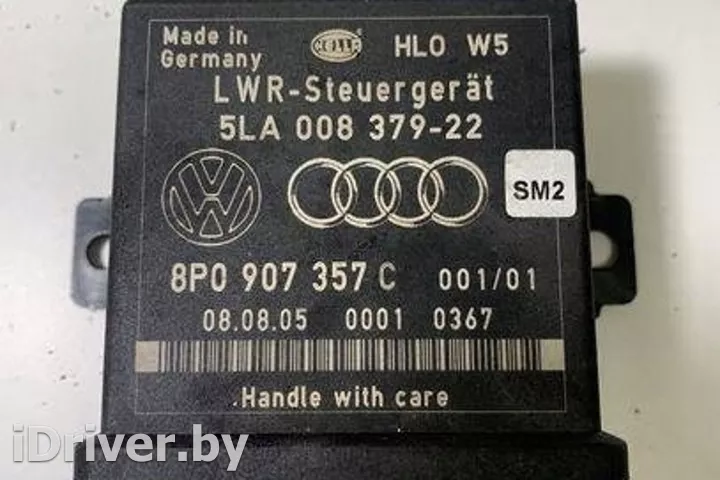 Made in
Germany
HELLA
HLO W5
LWR-Steuergerät
5LA 008 379-22
SM2
8P0 907 357 C 001/01
08.08.05 0001 0367
Handle with care
iDriver.by